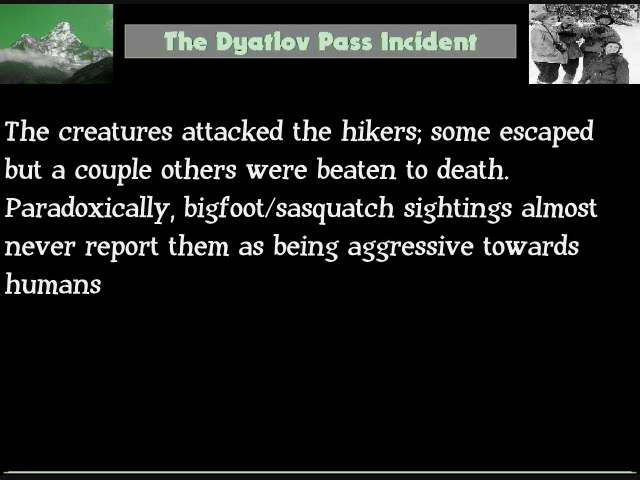 The Dyatlov Pass Incident
The creatures attacked the hikers; some escaped
but a couple others were beaten to death.
Paradoxically, bigfoot/sasquatch sightings almost
never report them as being aggressive towards
humans